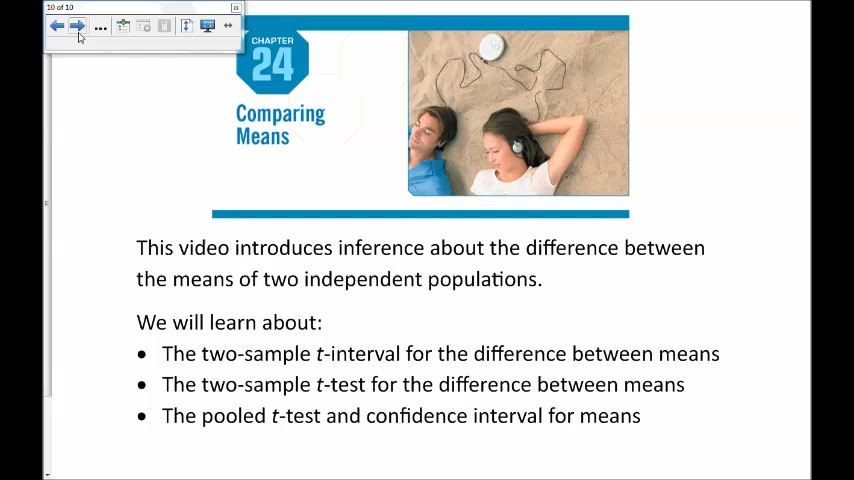 10 of 10
CHAPTER
24
Comparing
Means
This video introduces inference about the difference between
the means of two independent populations.
We will learn about:
• The two-sample t-interval for the difference between means
• The two-sample t-test for the difference between means
• The pooled t-test and confidence interval for means